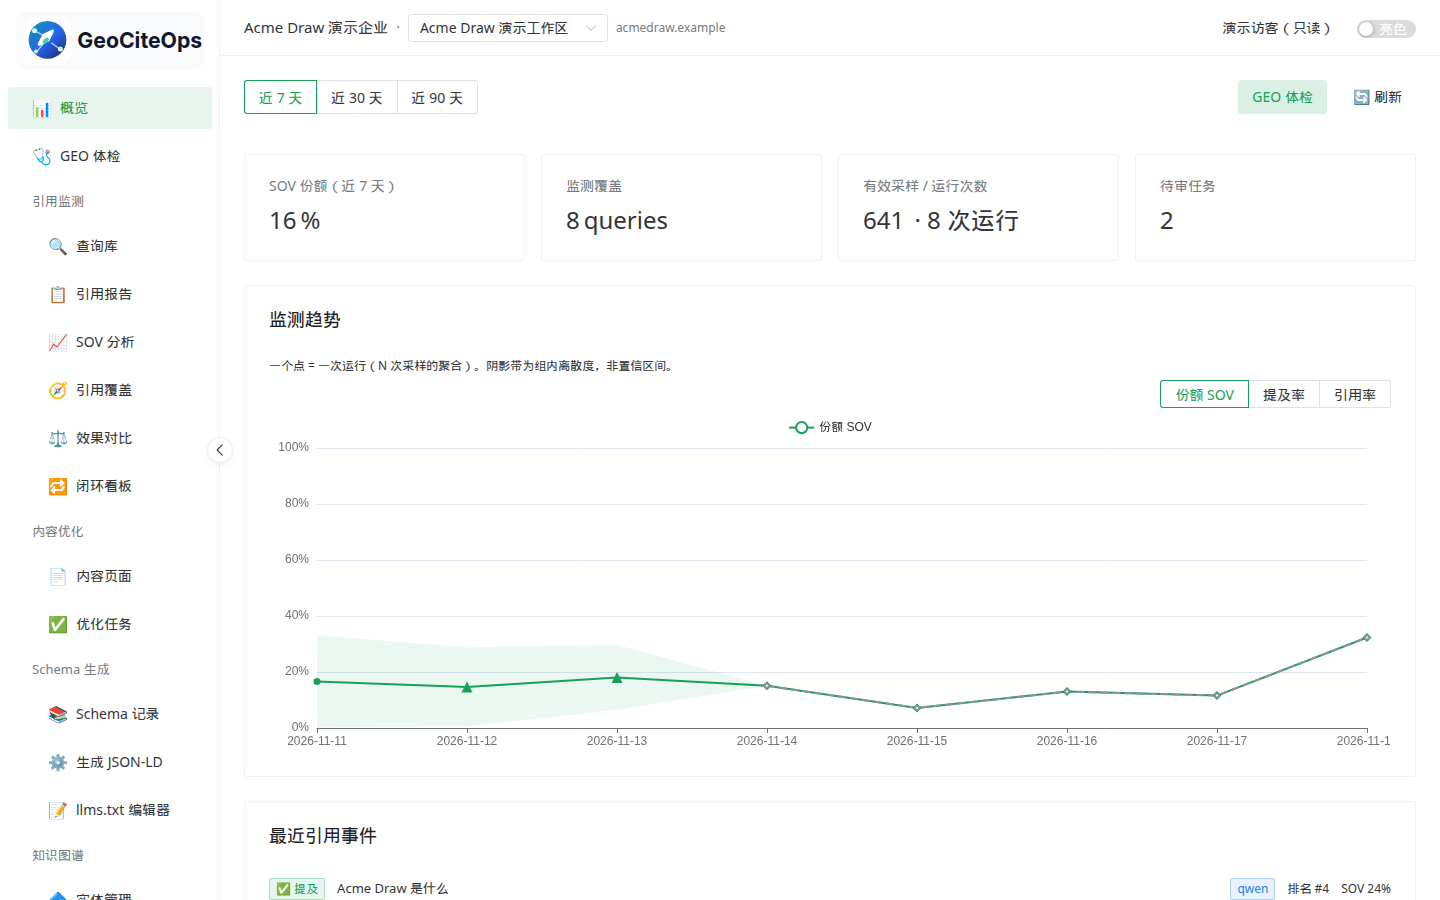 GeoCiteOps
概览
GEO 体检
引用监测
查询库
引用报告
SOV 分析
引用覆盖
效果对比
闭环看板
内容优化
内容页面
优化任务
Schema 生成
Schema 记录
生成 JSON-LD
llms.txt 编辑器
知识图谱
实体管理
Acme Draw 演示企业 · Acme Draw 演示工作区 acmedraw.example 演示访客（只读） 亮色
近 7 天 近 30 天 近 90 天 GEO 体检 刷新
SOV 份额（近 7 天） 监测覆盖 有效采样 / 运行次数 待审任务
16 % 8 queries 641 · 8 次运行 2
监测趋势
一个点 = 一次运行（N 次采样的聚合）。阴影带为组内离散度，非置信区间。
份额 SOV 提及率 引用率
份额 SOV
100%
80%
60%
40%
20%
0%
2026-11-11 2026-11-12 2026-11-13 2026-11-14 2026-11-15 2026-11-16 2026-11-17 2026-11-1
最近引用事件
提及 Acme Draw 是什么 qwen 排名 #4 SOV 24%